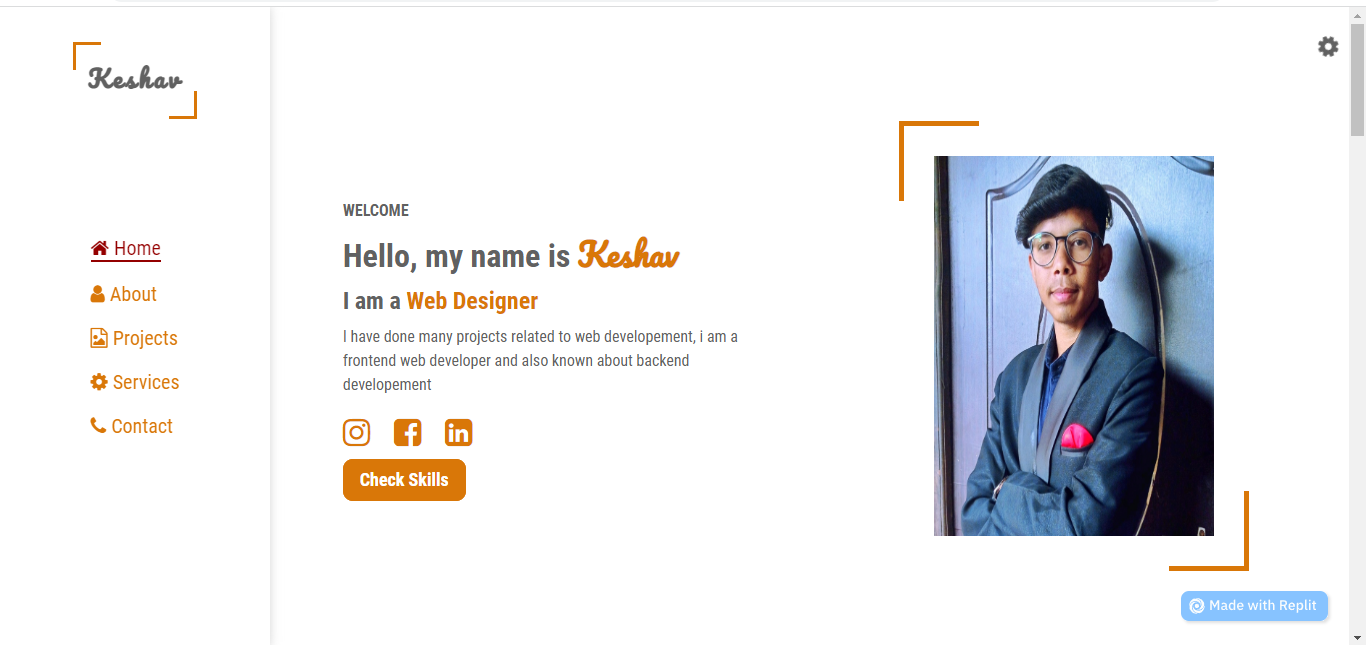 Keshav
Home
About
Projects
Services
Contact
WELCOME
Hello, my name is Keshav
I am a Web Designer
I have done many projects related to web developement, i am a
frontend web developer and also known about backend
developement
Check Skills
Made with Replit